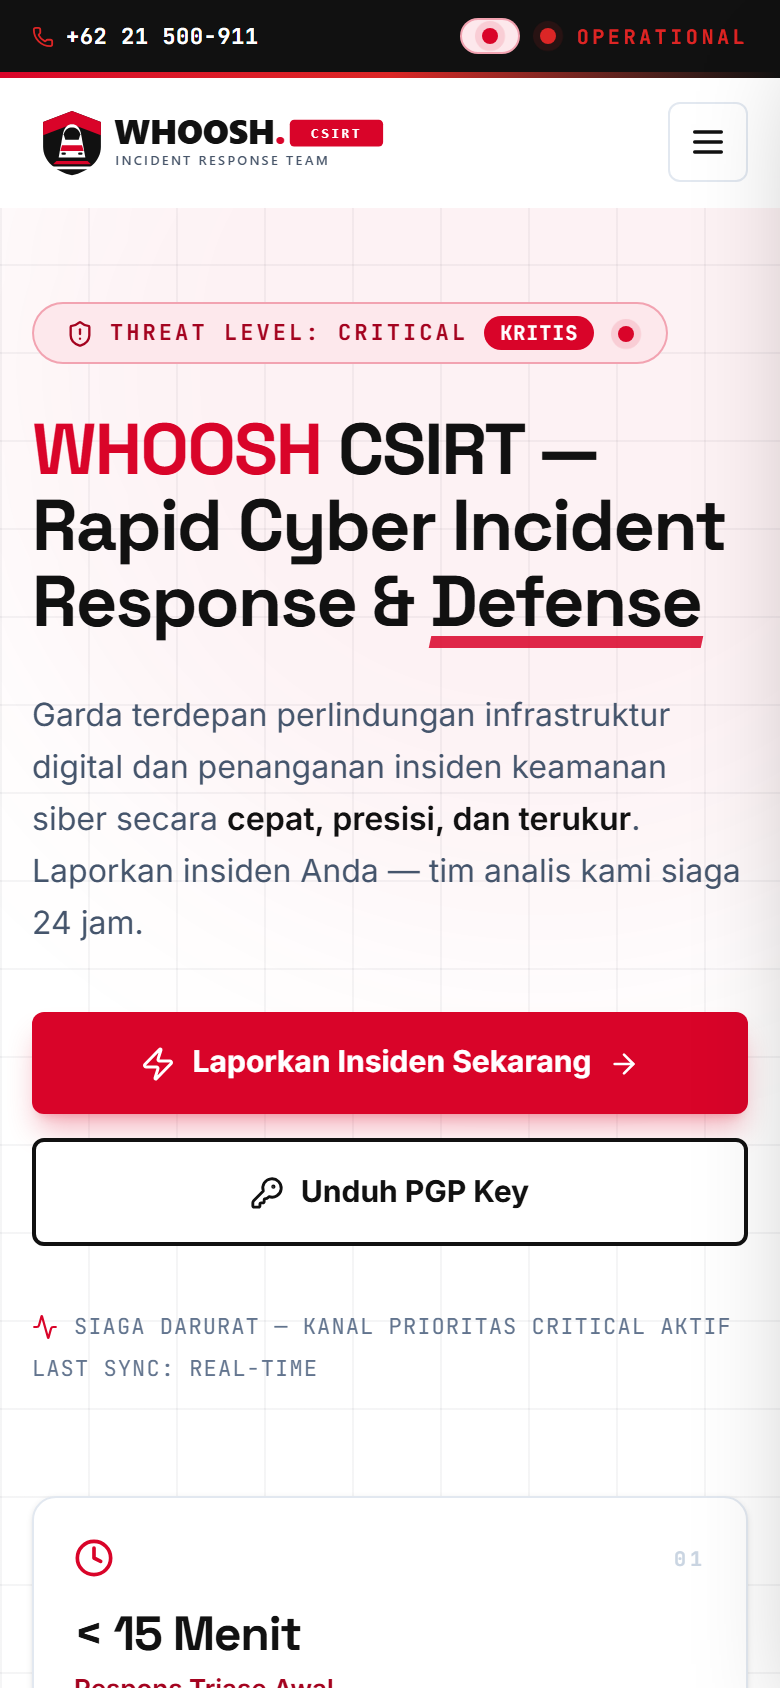 +62 21 500-911
OPERATIONAL
WHOOSH. CSIRT
INCIDENT RESPONSE TEAM
THREAT LEVEL: CRITICAL KRITIS
WHOOSH CSIRT —
Rapid Cyber Incident
Response & Defense
Garda terdepan perlindungan infrastruktur
digital dan penanganan insiden keamanan
siber secara cepat, presisi, dan terukur.
Laporkan insiden Anda — tim analis kami siaga
24 jam.
Laporkan Insiden Sekarang →
Unduh PGP Key
SIAGA DARURAT — KANAL PRIORITAS CRITICAL AKTIF
LAST SYNC: REAL-TIME
01
< 15 Menit
Respons Triase Awal